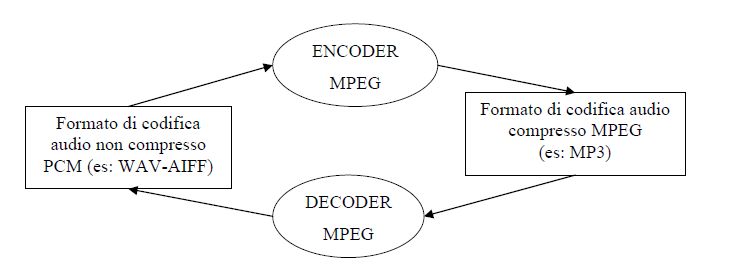 ENCODER
MPEG
Formato di codifica
audio non compresso
PCM (es: WAV-AIFF)
Formato di codifica audio
compresso MPEG
(es: MP3)
DECODER
MPEG